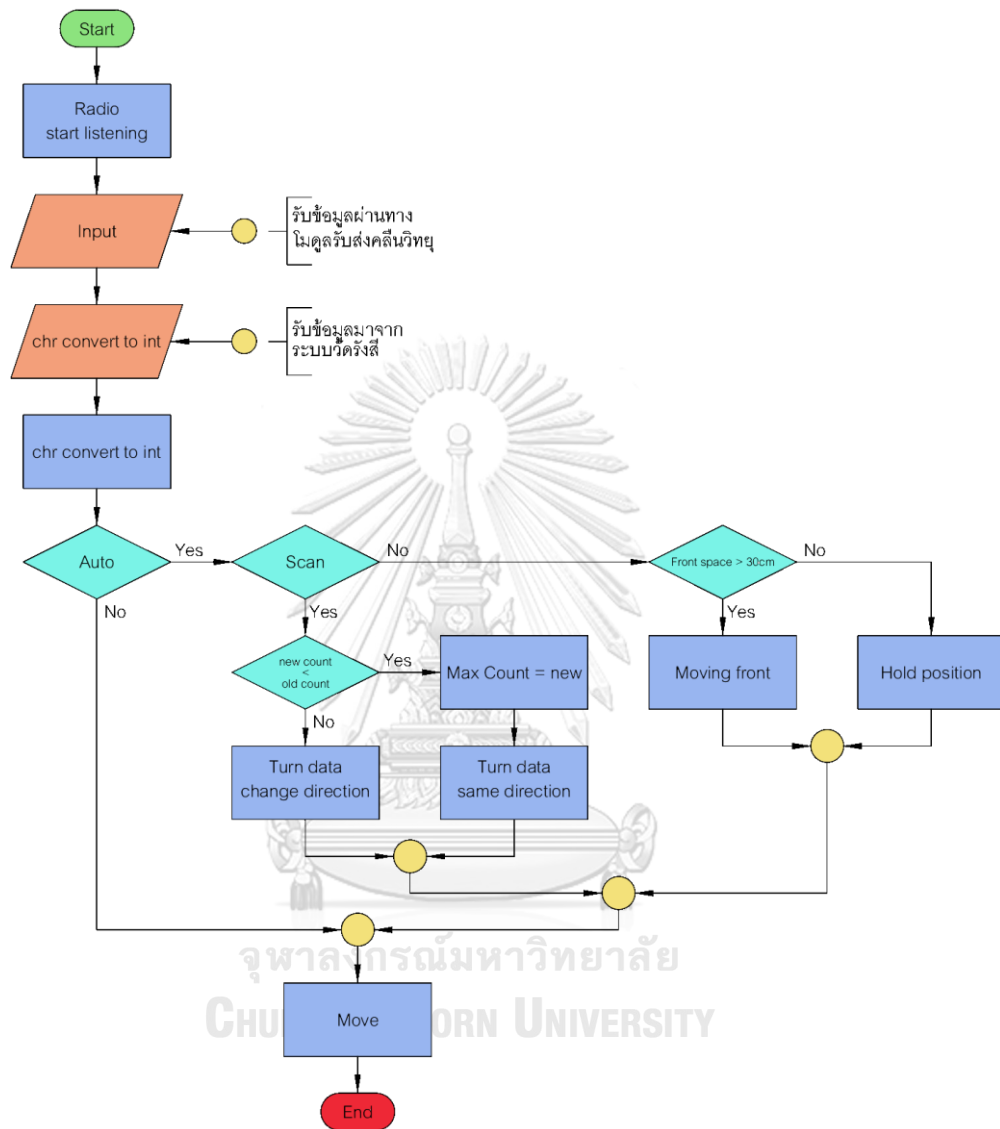 Start
Radio
start listening
Input
รับข้อมูลผ่านทาง
โมดูลรับส่งคลืนวิทยุ
chr convert to int
รับข้อมูลมาจาก
ระบบวัดรังสี
chr convert to int
Auto
Yes
Scan
No
Front space > 30cm
No
No
Yes
Yes
new count
<
old count
Yes
Max Count = new
Moving front
Hold position
No
Turn data
change direction
Turn data
same direction
จุฬาลงกรณ์มหาวิทยาลัย
Move
UNIVERSITY
End